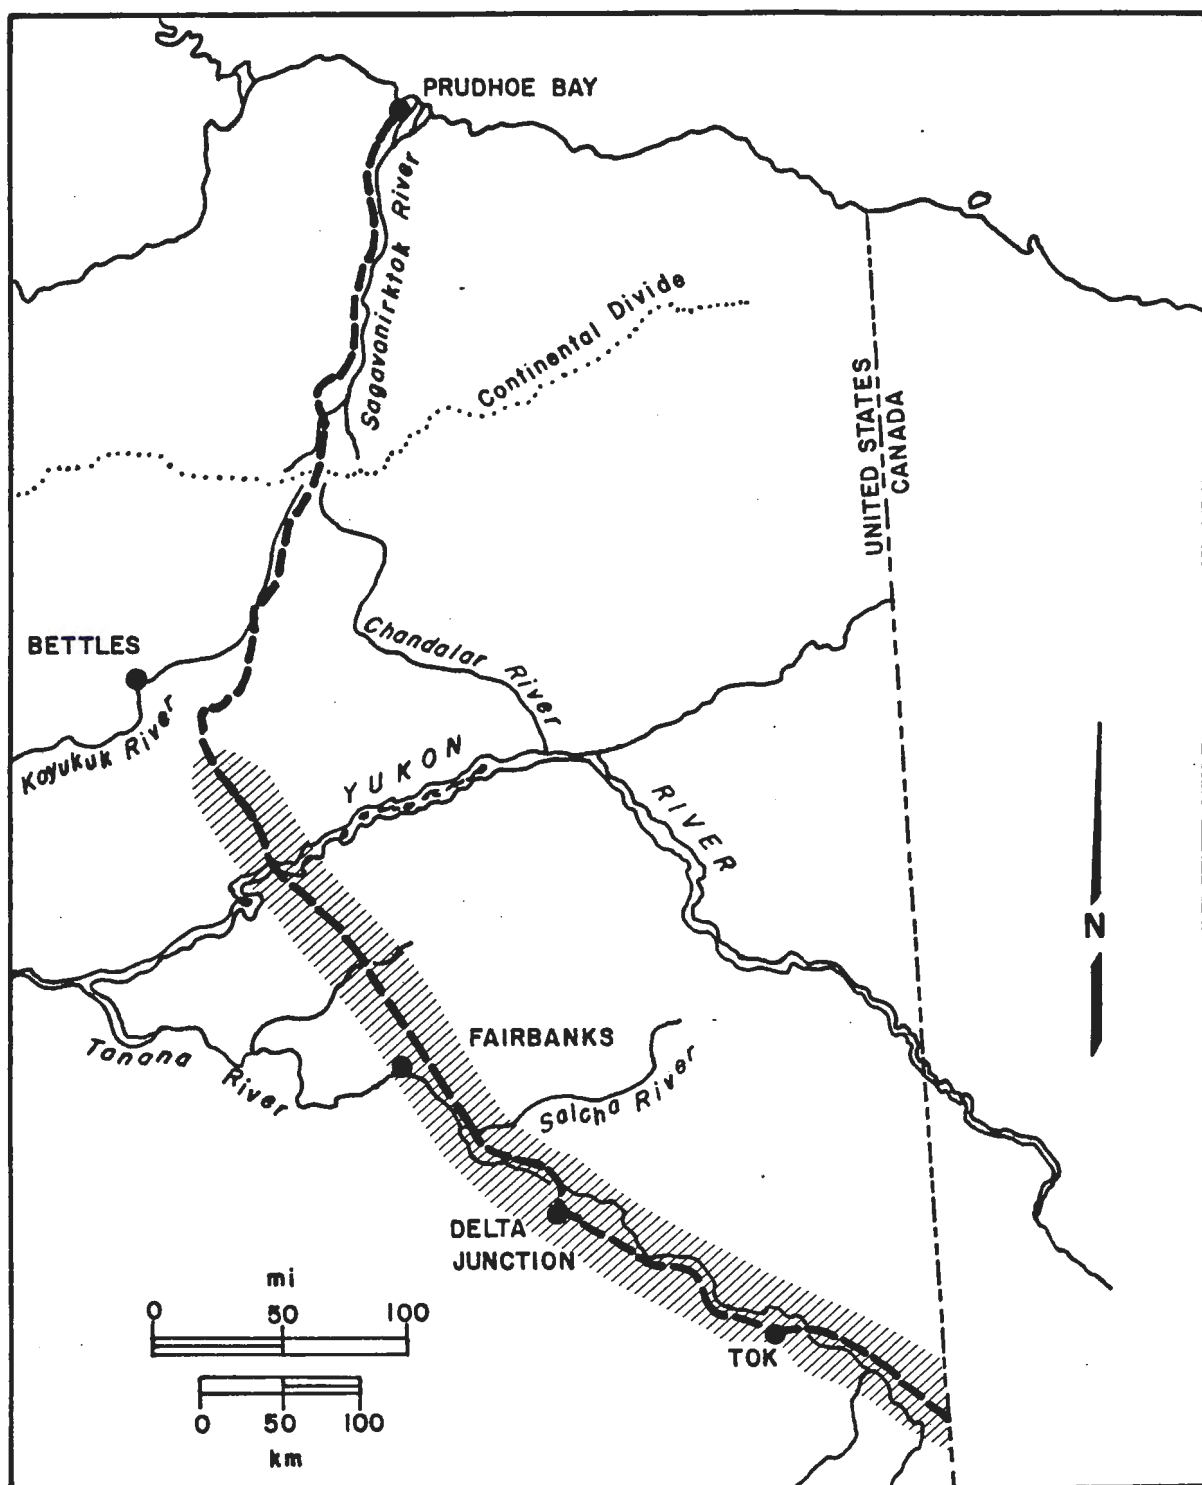 PRUDHOE BAY
Sagavanirktok River
Continental Divide
UNITED STATES
CANADA
BETTLES
Chandalar River
Koyukuk River
YUKON
RIVER
N
FAIRBANKS
Tanana River
Salcha River
DELTA
JUNCTION
mi
0 50 100
TOK
0 50 100
km